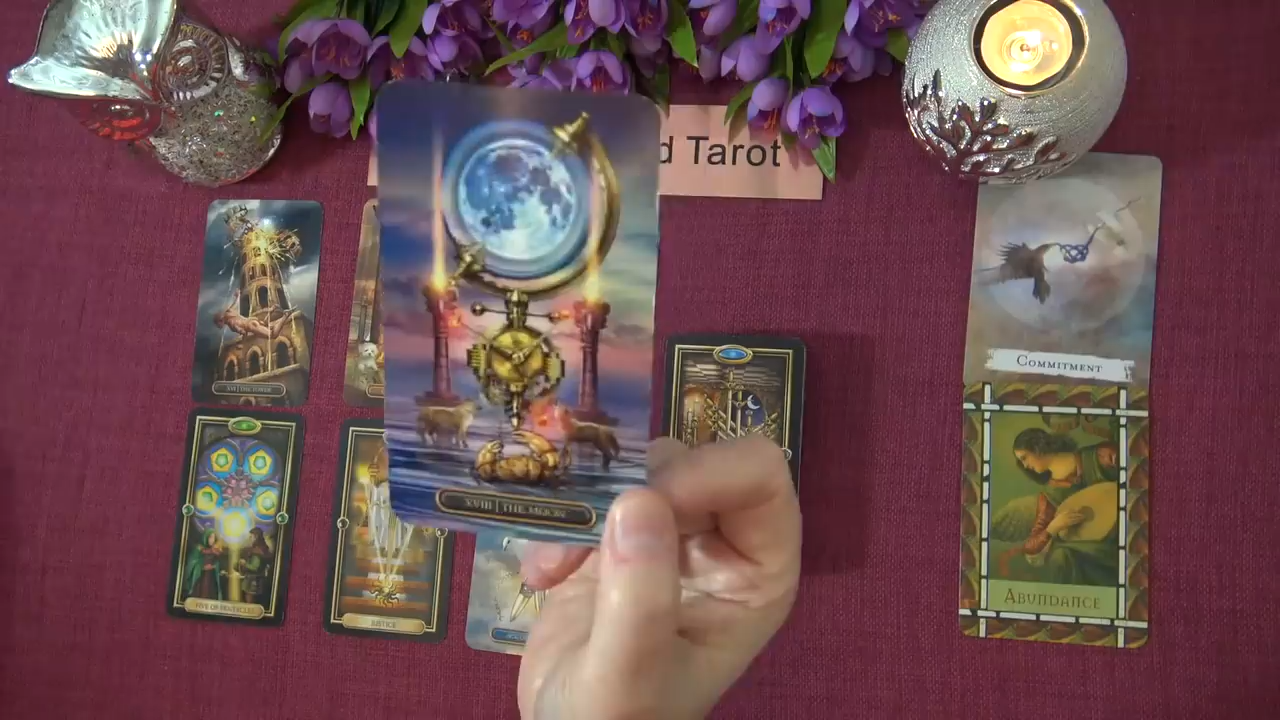 d Tarot
XVI | THE TOWER
XVIII | THE MOON
COMMITMENT
ABUNDANCE
FIVE OF PENTACLES
JUSTICE